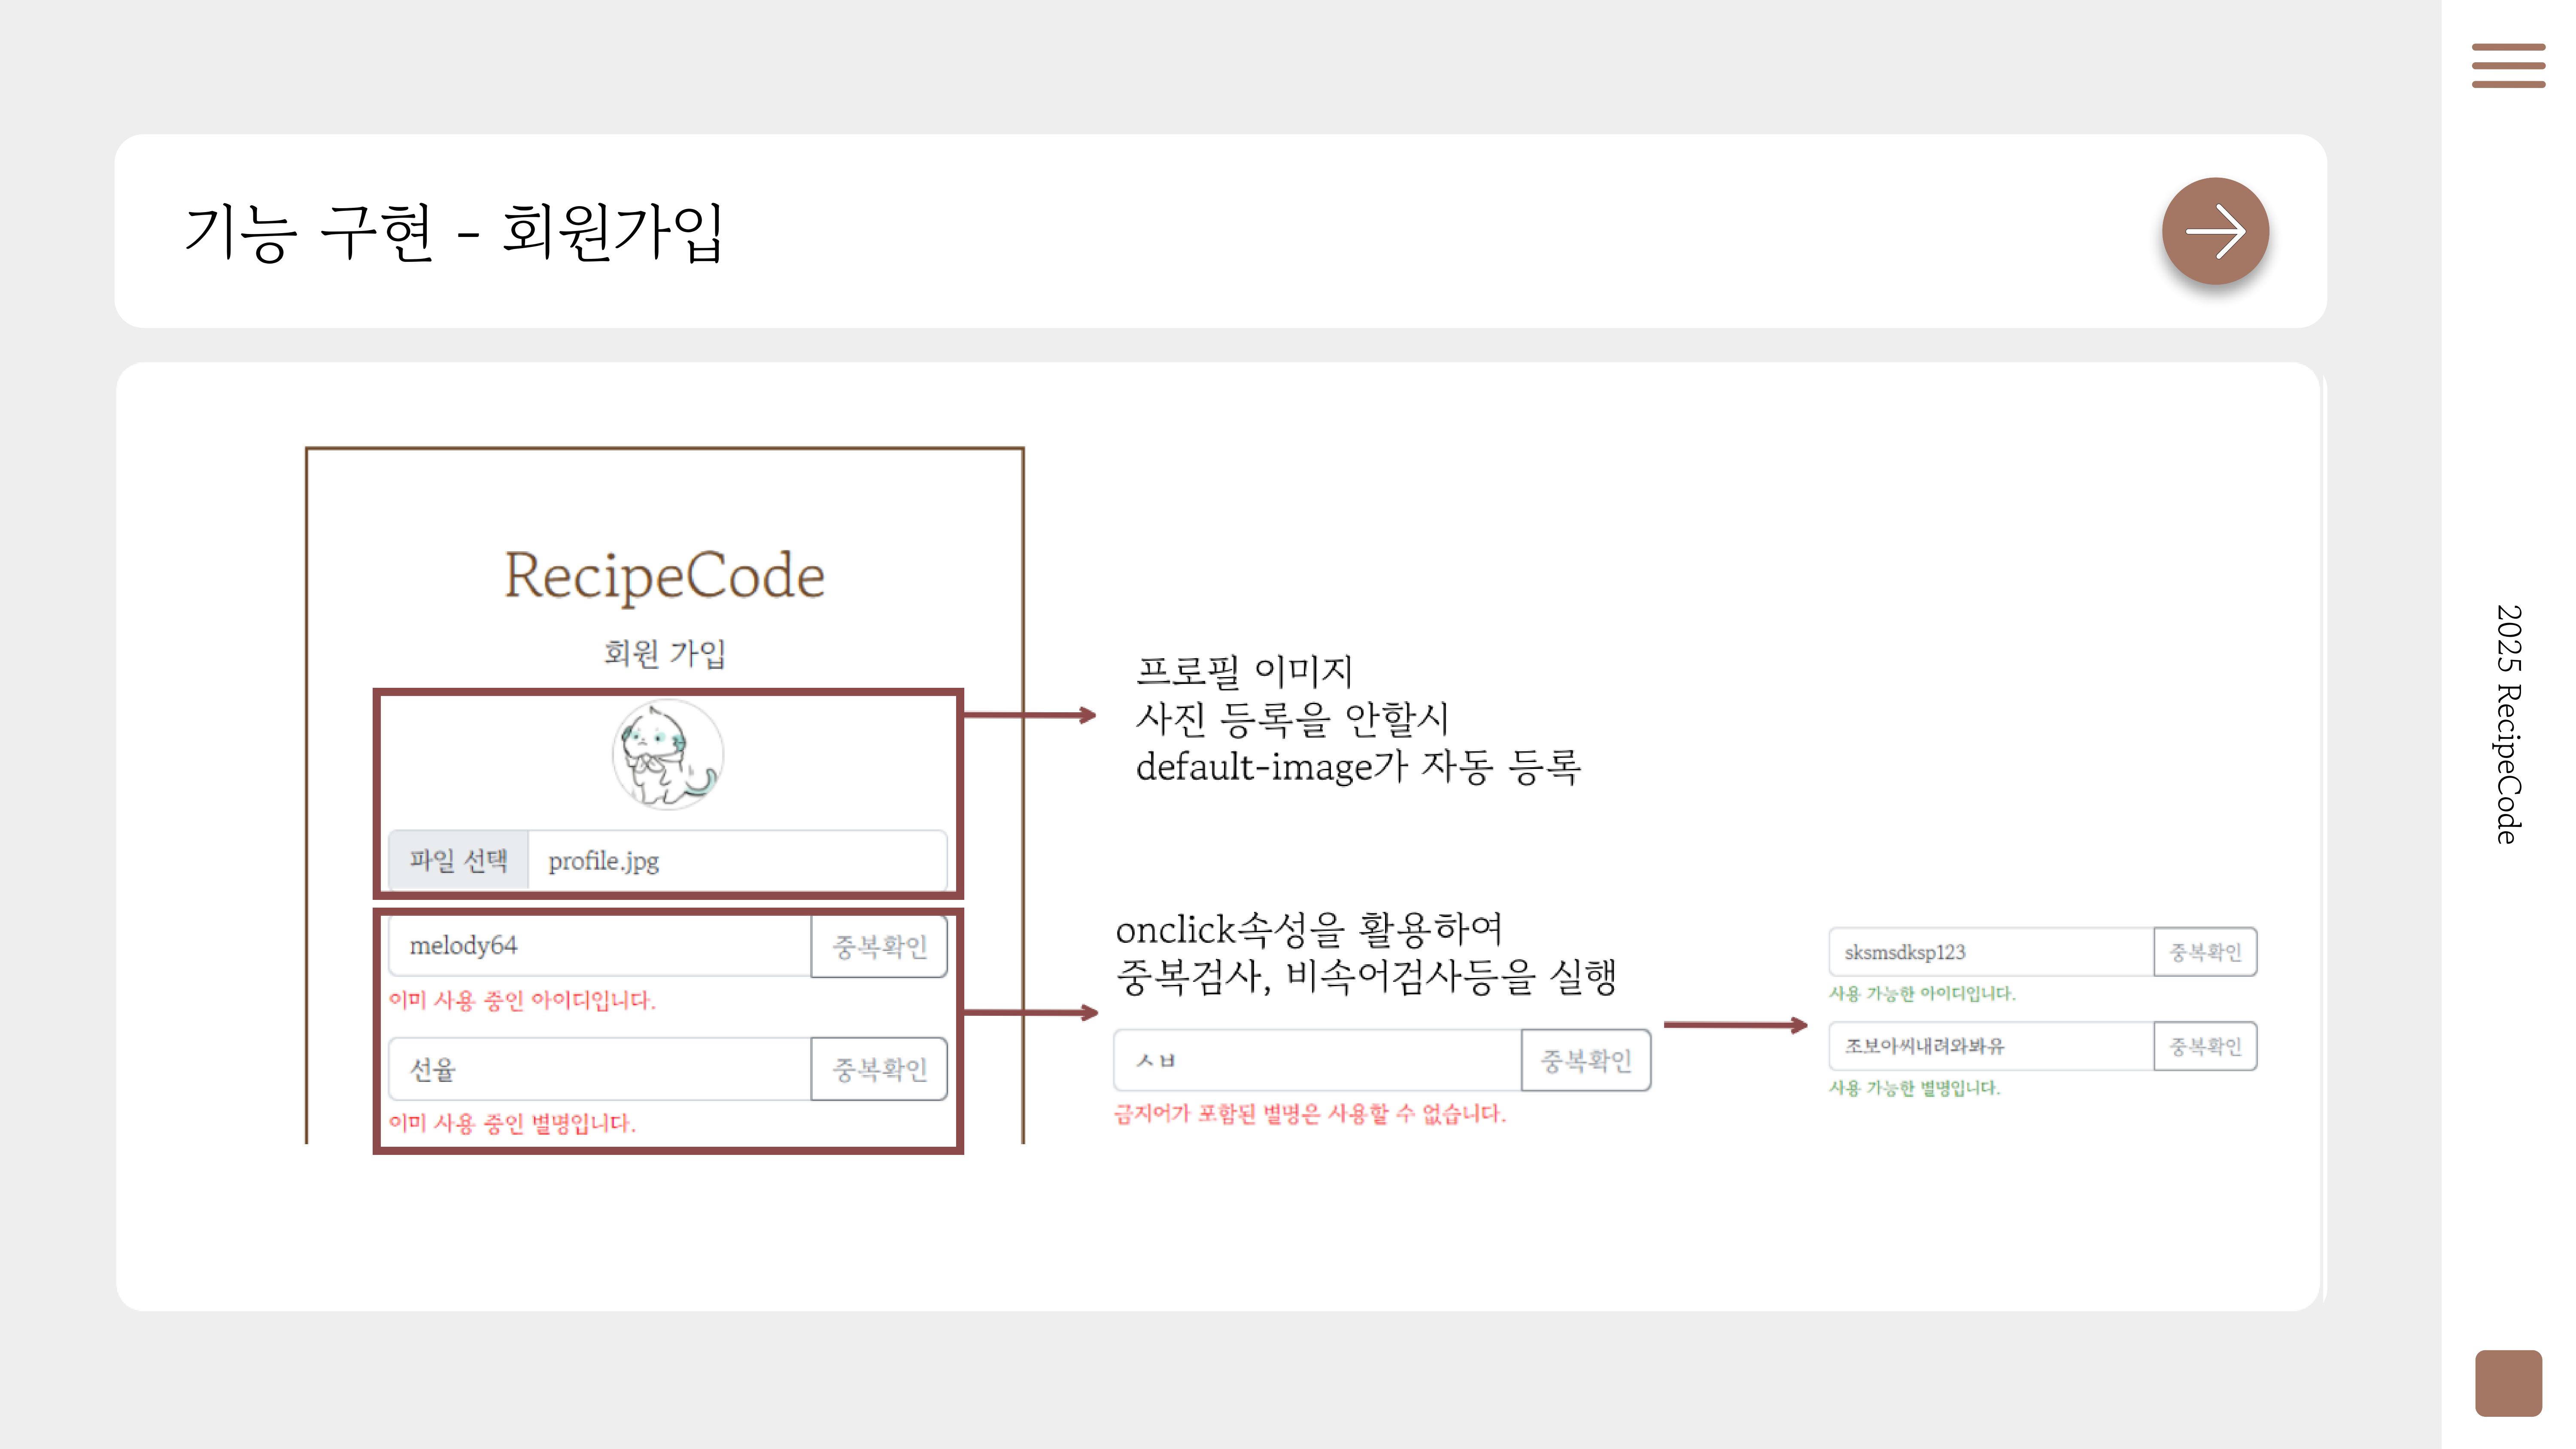 기능 구현 - 회원가입
RecipeCode
회원 가입
파일 선택 profile.jpg
melody64 중복확인
이미 사용 중인 아이디입니다.
선율 중복확인
이미 사용 중인 별명입니다.
프로필 이미지
사진 등록을 안할시
default-image가 자동 등록
onclick속성을 활용하여
중복검사, 비속어검사등을 실행
ㅅㅂ 중복확인
금지어가 포함된 별명은 사용할 수 없습니다.
sksmsdksp123 중복확인
사용 가능한 아이디입니다.
조보아씨내려와봐유 중복확인
사용 가능한 별명입니다.
2025 RecipeCode